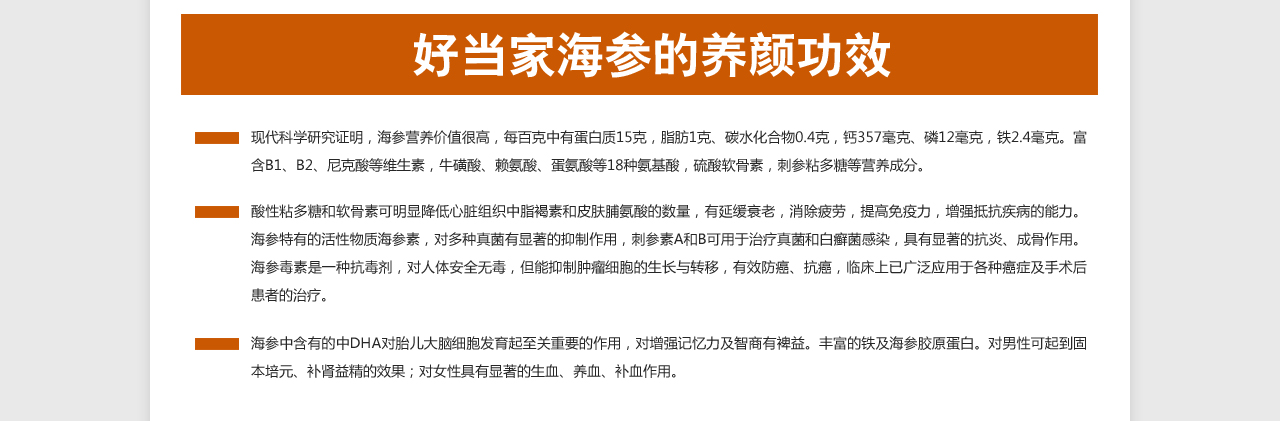 好当家海参的养颜功效
现代科学研究证明，海参营养价值很高，每百克中有蛋白质15克，脂肪1克、碳水化合物0.4克，钙357毫克、磷12毫克，铁2.4毫克。富
含B1、B2、尼克酸等维生素，牛磺酸、赖氨酸、蛋氨酸等18种氨基酸，硫酸软骨素，刺参粘多糖等营养成分。
酸性粘多糖和软骨素可明显降低心脏组织中脂褐素和皮肤脯氨酸的数量，有延缓衰老，消除疲劳，提高免疫力，增强抵抗疾病的能力。
海参特有的活性物质海参素，对多种真菌有显著的抑制作用，刺参素A和B可用于治疗真菌和白癣菌感染，具有显著的抗炎、成骨作用。
海参毒素是一种抗毒剂，对人体安全无毒，但能抑制肿瘤细胞的生长与转移，有效防癌、抗癌，临床上已广泛应用于各种癌症及手术后
患者的治疗。
海参中含有的中DHA对胎儿大脑细胞发育起至关重要的作用，对增强记忆力及智商有裨益。丰富的铁及海参胶原蛋白。对男性可起到固
本培元、补肾益精的效果；对女性具有显著的生血、养血、补血作用。